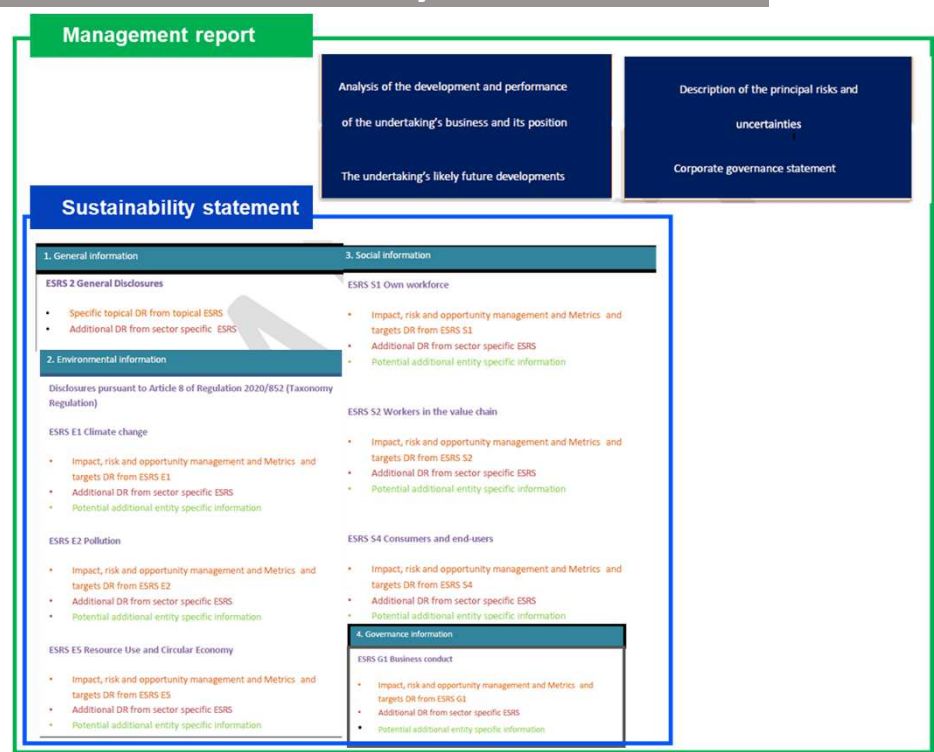 Management report
Analysis of the development and performance
of the undertaking's business and its position
The undertaking's likely future developments
Description of the principal risks and
uncertainties
Corporate governance statement
Sustainability statement
1. General information
ESRS 2 General Disclosures
• Specific topical DR from topical ESRS
• Additional DR from sector specific ESRS
2. Environmental information
Disclosures pursuant to Article 8 of Regulation 2020/852 (Taxonomy
Regulation)
ESRS E1 Climate change
• Impact, risk and opportunity management and Metrics and
targets DR from ESRS E1
• Additional DR from sector specific ESRS
• Potential additional entity specific information
ESRS E2 Pollution
• Impact, risk and opportunity management and Metrics and
targets DR from ESRS E2
• Additional DR from sector specific ESRS
• Potential additional entity specific information
ESRS E5 Resource Use and Circular Economy
• Impact, risk and opportunity management and Metrics and
targets DR from ESRS E5
• Additional DR from sector specific ESRS
• Potential additional entity specific information
3. Social information
ESRS S1 Own workforce
• Impact, risk and opportunity management and Metrics and
targets DR from ESRS S1
• Additional DR from sector specific ESRS
• Potential additional entity specific information
ESRS S2 Workers in the value chain
• Impact, risk and opportunity management and Metrics and
targets DR from ESRS S2
• Additional DR from sector specific ESRS
• Potential additional entity specific information
ESRS S4 Consumers and end-users
• Impact, risk and opportunity management and Metrics and
targets DR from ESRS S4
• Additional DR from sector specific ESRS
• Potential additional entity specific information
4. Governance information
ESRS G1 Business conduct
• Impact, risk and opportunity management and Metrics and
targets DR from ESRS G1
• Additional DR from sector specific ESRS
• Potential additional entity specific information